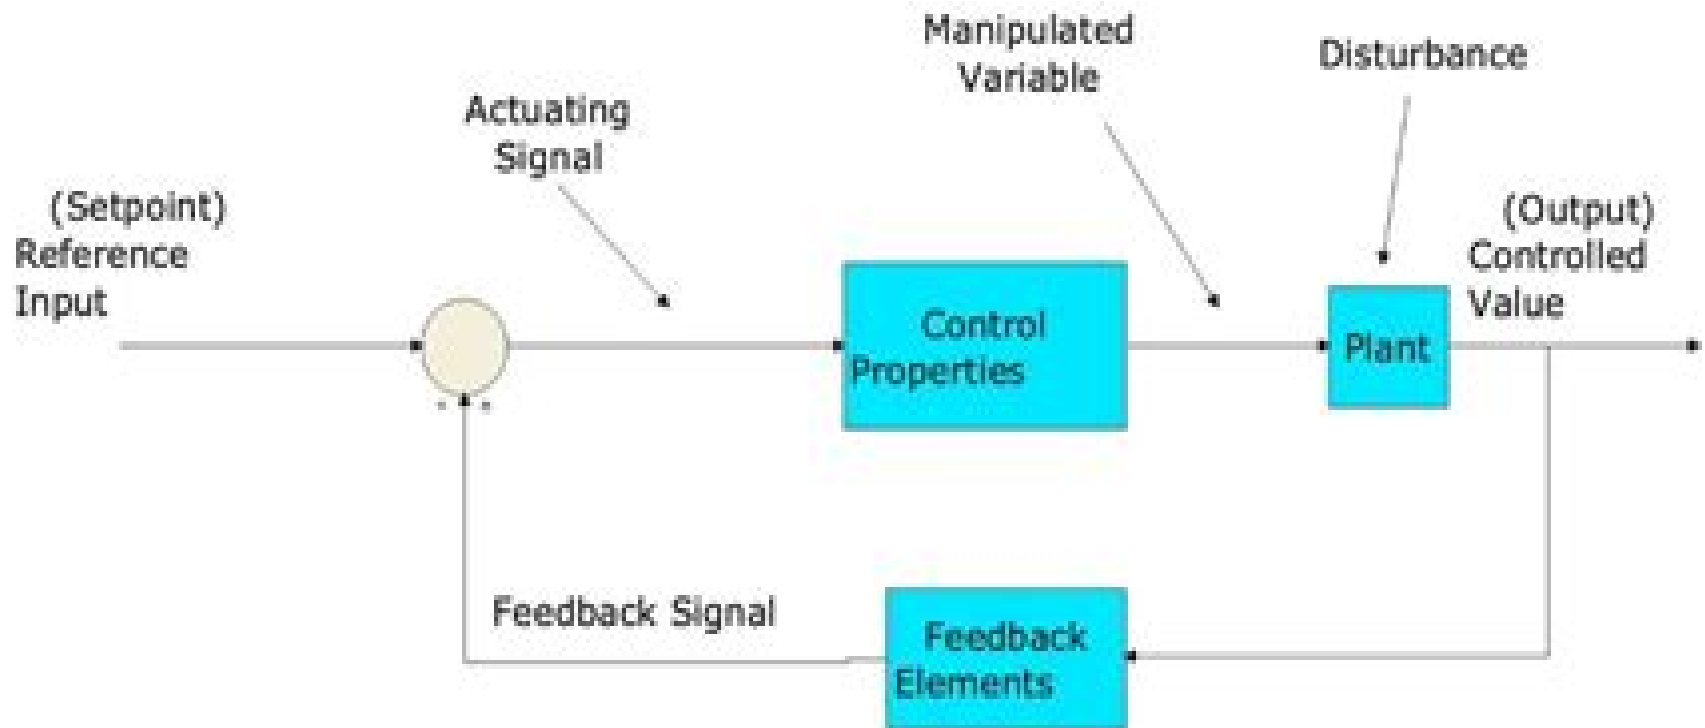 Manipulated
Variable
Disturbance
Actuating
Signal
(Setpoint)
Reference
Input
(Output)
Controlled
Value
Control
Properties
Plant
Feedback Signal
Feedback
Elements